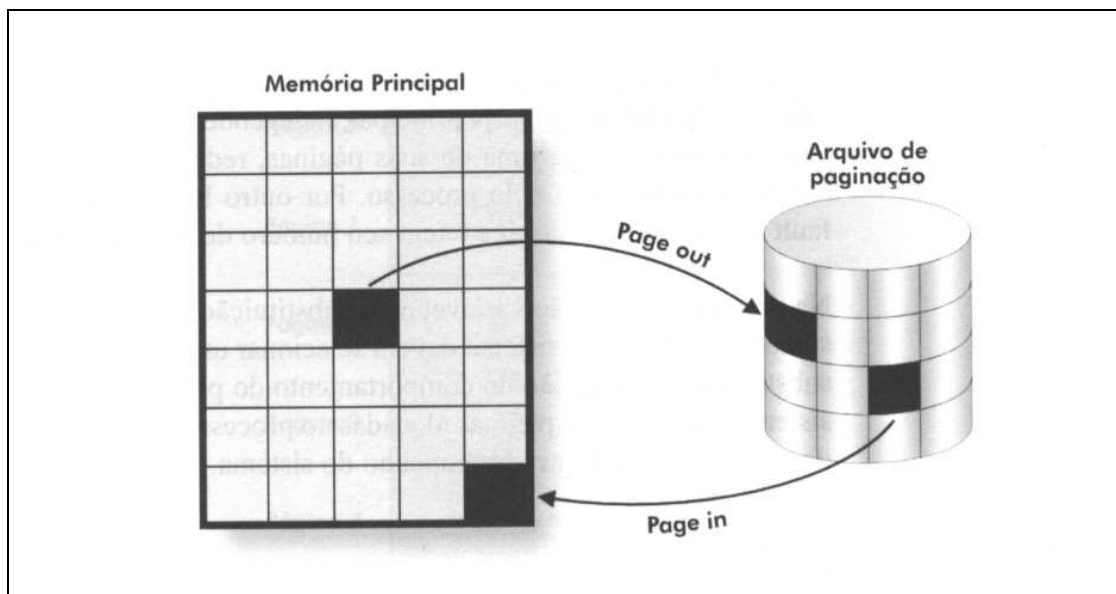 Memória Principal
Arquivo de
paginação
Page out
Page in